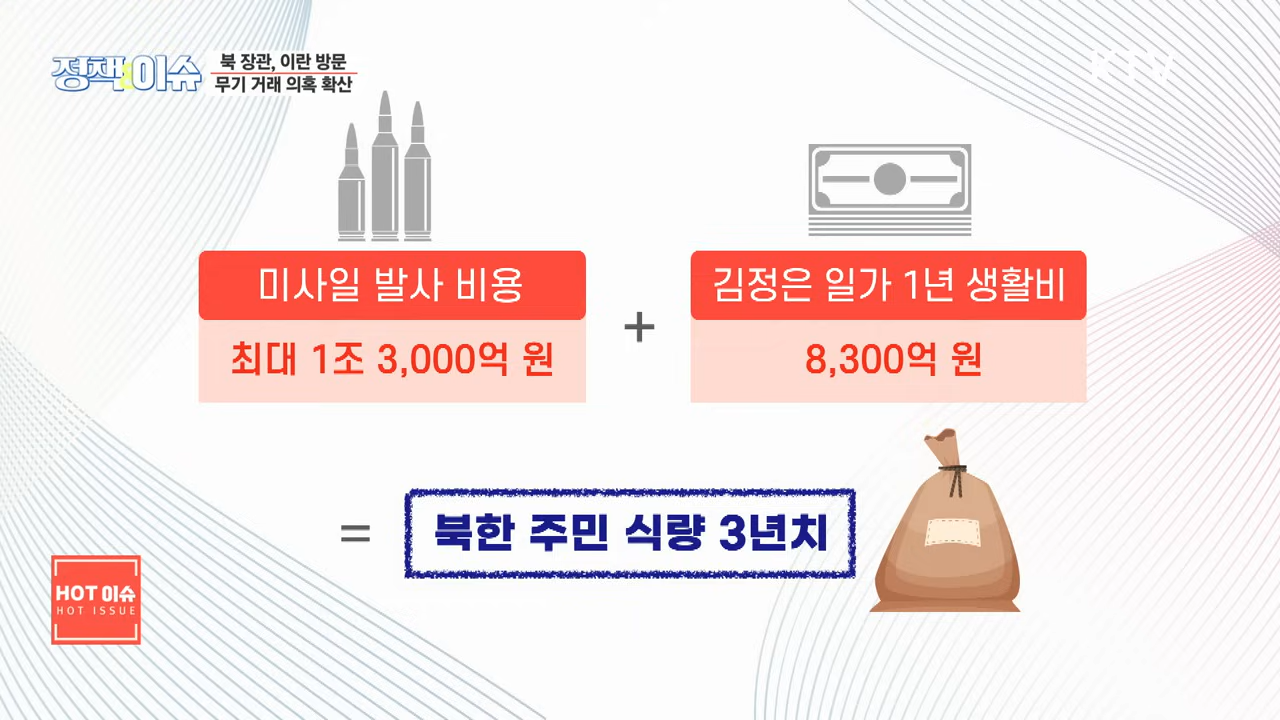 정책&이슈
북 장관, 이란 방문
무기 거래 의혹 확산
KTV
미사일 발사 비용
최대 1조 3,000억 원
+
김정은 일가 1년 생활비
8,300억 원
=
북한 주민 식량 3년치
HOT 이슈
HOT ISSUE